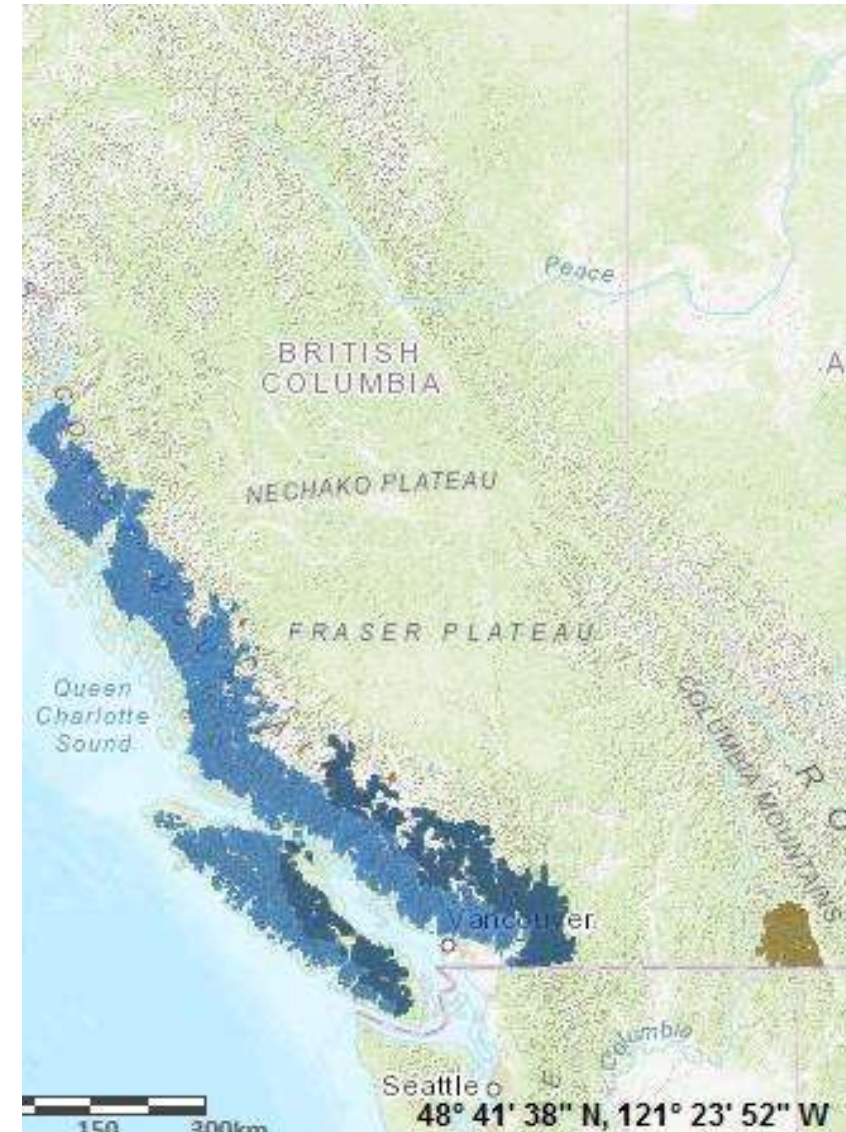 Peace
BRITISH
COLUMBIA
A
NECHAKO PLATEAU
FRASER PLATEAU
Queen
Charlotte
Sound
COLUMBIA MOUNTAINS
R O
Vancouver
Columbia
Seattle
150 300km
48° 41' 38" N, 121° 23' 52" W